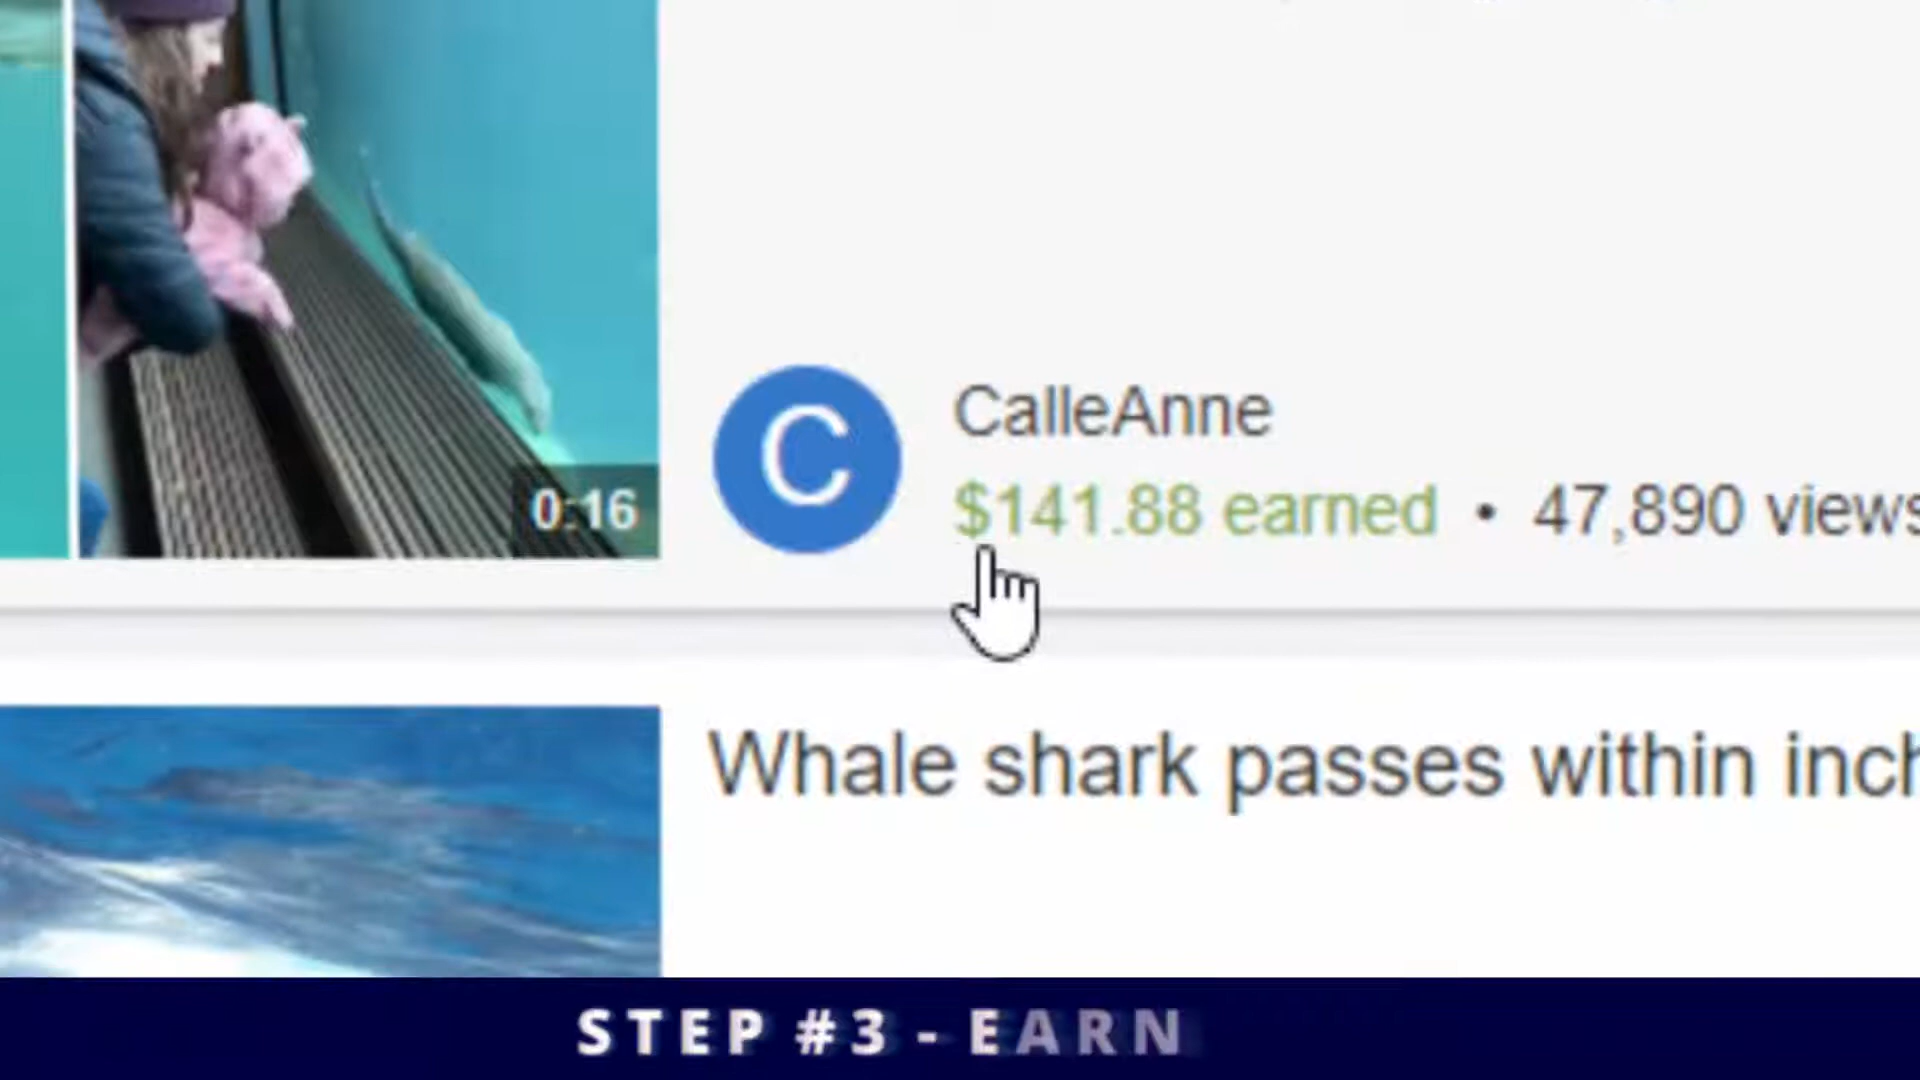 0:16
C
CalleAnne
$141.88 earned • 47,890 views
Whale shark passes within inch
STEP #3 - EARN